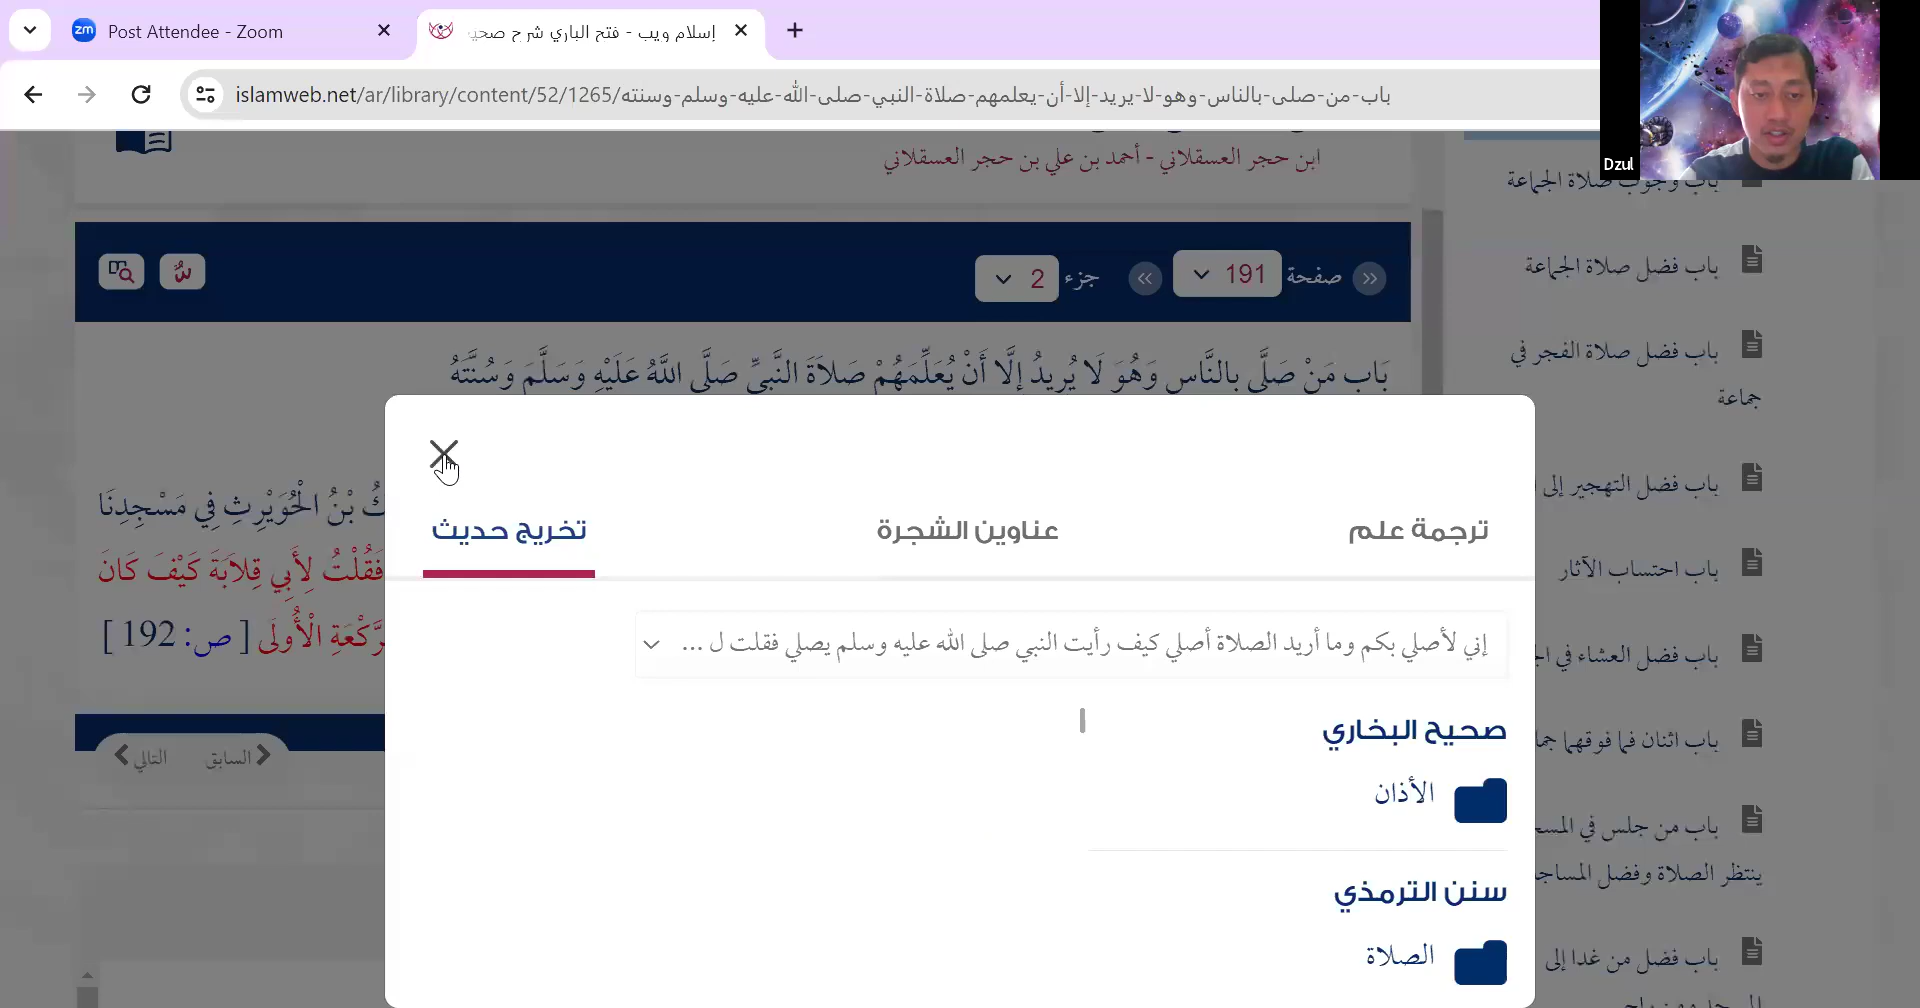 Post Attendee - Zoom
إسلام ويب - فتح الباري شرح صحيح
islamweb.net/ar/library/content/52/1265/باب-من-صلى-بالناس-وهو-لا-يريد-إلا-أن-يعلمهم-صلاة-النبي-صلى-الله-عليه-وسلم-وسنته
Dzul
ابن حجر العسقلاني - أحمد بن علي بن حجر العسقلاني
صفحة 191 جزء 2
بَاب مَنْ صَلَّى بِالنَّاسِ وَهُوَ لَا يُرِيدُ إِلَّا أَنْ يُعَلِّمَهُمْ صَلَاةَ النَّبِيِّ صَلَّى اللَّهُ عَلَيْهِ وَسَلَّمَ وَسُنَّتَهُ
بْنُ الْحُوَيْرِثِ فِي مَسْجِدِنَا
فَقُلْتُ لِأَبِي قِلَابَةَ كَيْفَ كَانَ
الرَّكْعَةِ الْأُولَى [ ص: 192 ]
السابق التالي
ترجمة علم
عناوين الشجرة
تخريج حديث
إني لأصلي بكم وما أريد الصلاة أصلي كيف رأيت النبي صلى الله عليه وسلم يصلي فقلت ل ...
صحيح البخاري
الأذان
سنن الترمذي
الصلاة
باب وجوب صلاة الجماعة
باب فضل صلاة الجماعة
باب فضل صلاة الفجر في
جماعة
باب فضل التهجير إلى
باب احتساب الآثار
باب فضل العشاء في
باب اثنان فما فوقهما
باب من جلس في
ينتظر الصلاة وفضل المساجد
باب فضل من غدا إلى